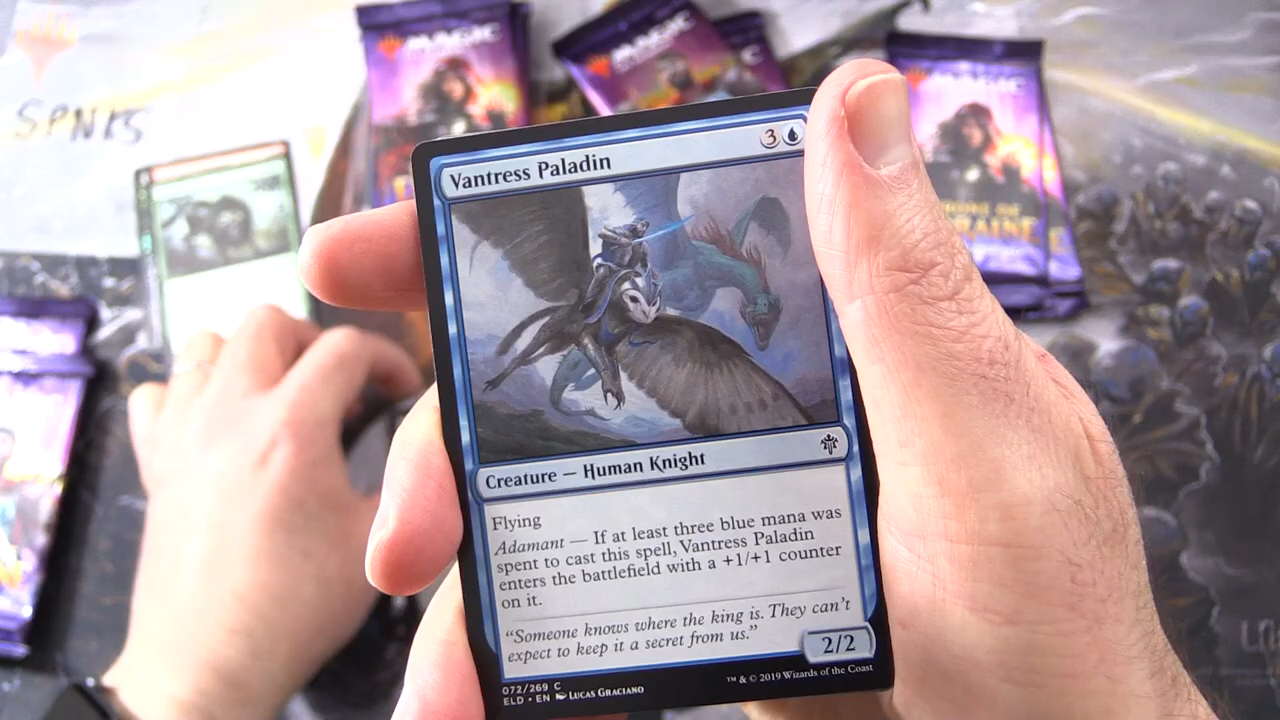 SPNKS
MAGIC
MAGIC
MAGIC
THRONE OF
ELDRAINE
Vantress Paladin
3
Creature — Human Knight
Flying
Adamant — If at least three blue mana was
spent to cast this spell, Vantress Paladin
enters the battlefield with a +1/+1 counter
on it.
“Someone knows where the king is. They can’t
expect to keep it a secret from us.”
2/2
072/269 C
ELD • EN LUCAS GRACIANO
™ & © 2019 Wizards of the Coast